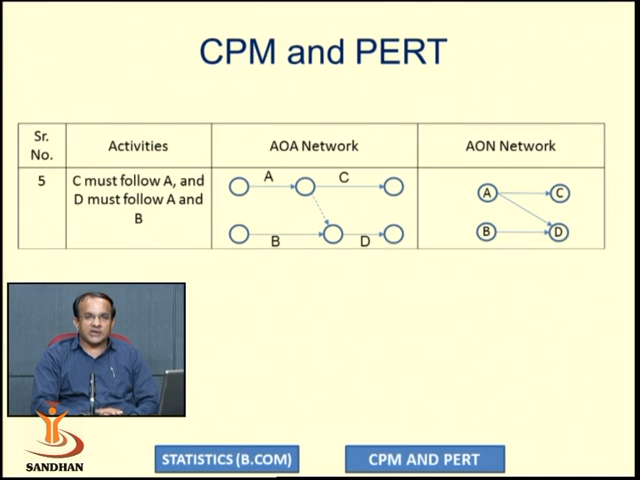 CPM and PERT
Sr.
No.
Activities
AOA Network
AON Network
5
C must follow A, and
D must follow A and
B
A
C
B
D
A
C
B
D
SANDHAN
STATISTICS (B.COM)
CPM AND PERT